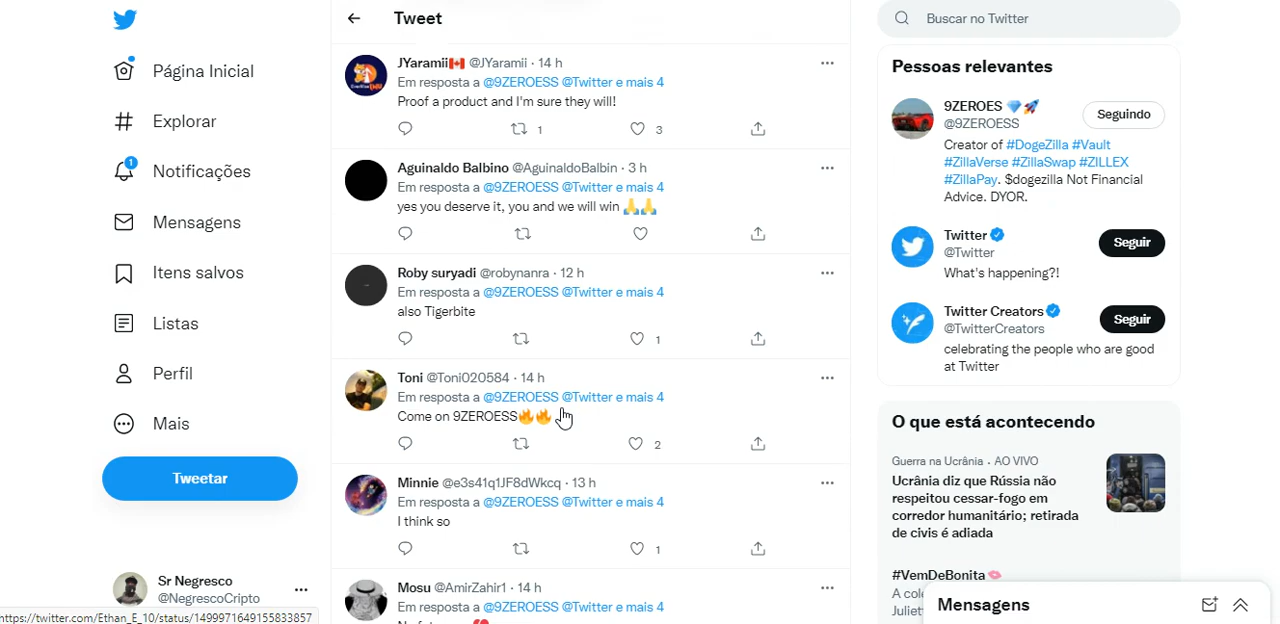 Página Inicial
Explorar
1
Notificações
Mensagens
Itens salvos
Listas
Perfil
Mais
Tweetar
Sr Negresco
@NegrescoCripto
https://twitter.com/Ethan_E_10/status/1499971649155833857
Tweet
JYaramii🇨🇦 @JYaramii · 14 h
Em resposta a @9ZEROESS @Twitter e mais 4
Proof a product and I'm sure they will!
1 3
Aguinaldo Balbino @AguinaldoBalbin · 3 h
Em resposta a @9ZEROESS @Twitter e mais 4
yes you deserve it, you and we will win 🙏🙏
Roby suryadi @robynanra · 12 h
Em resposta a @9ZEROESS @Twitter e mais 4
also Tigerbite
1
Toni @Toni020584 · 14 h
Em resposta a @9ZEROESS @Twitter e mais 4
Come on 9ZEROESS🔥🔥
2
Minnie @e3s41q1JF8dWkcq · 13 h
Em resposta a @9ZEROESS @Twitter e mais 4
I think so
1
Mosu @AmirZahir1 · 14 h
Em resposta a @9ZEROESS @Twitter e mais 4
Buscar no Twitter
Pessoas relevantes
9ZEROES 💎🚀
@9ZEROESS
Seguindo
Creator of #DogeZilla #Vault
#ZillaVerse #ZillaSwap #ZILLEX
#ZillaPay. $dogezilla Not Financial
Advice. DYOR.
Twitter
@Twitter
Seguir
What's happening?!
Twitter Creators
@TwitterCreators
Seguir
celebrating the people who are good
at Twitter
O que está acontecendo
Guerra na Ucrânia · AO VIVO
Ucrânia diz que Rússia não
respeitou cessar-fogo em
corredor humanitário; retirada
de civis é adiada
#VemDeBonita 💋
Mensagens